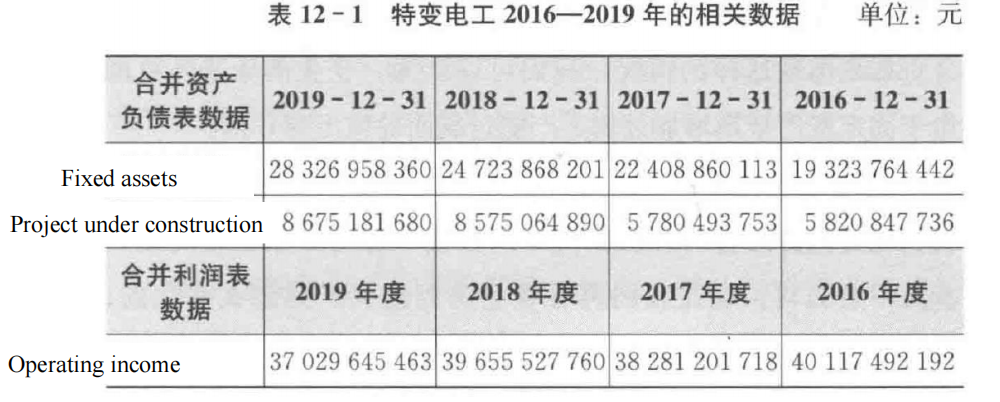 表 12-1 特变电工 2016—2019 年的相关数据 单位：元
合并资产
负债表数据 2019-12-31 2018-12-31 2017-12-31 2016-12-31
Fixed assets 28 326 958 360 24 723 868 201 22 408 860 113 19 323 764 442
Project under construction 8 675 181 680 8 575 064 890 5 780 493 753 5 820 847 736
合并利润表
数据 2019 年度 2018 年度 2017 年度 2016 年度
Operating income 37 029 645 463 39 655 527 760 38 281 201 718 40 117 492 192